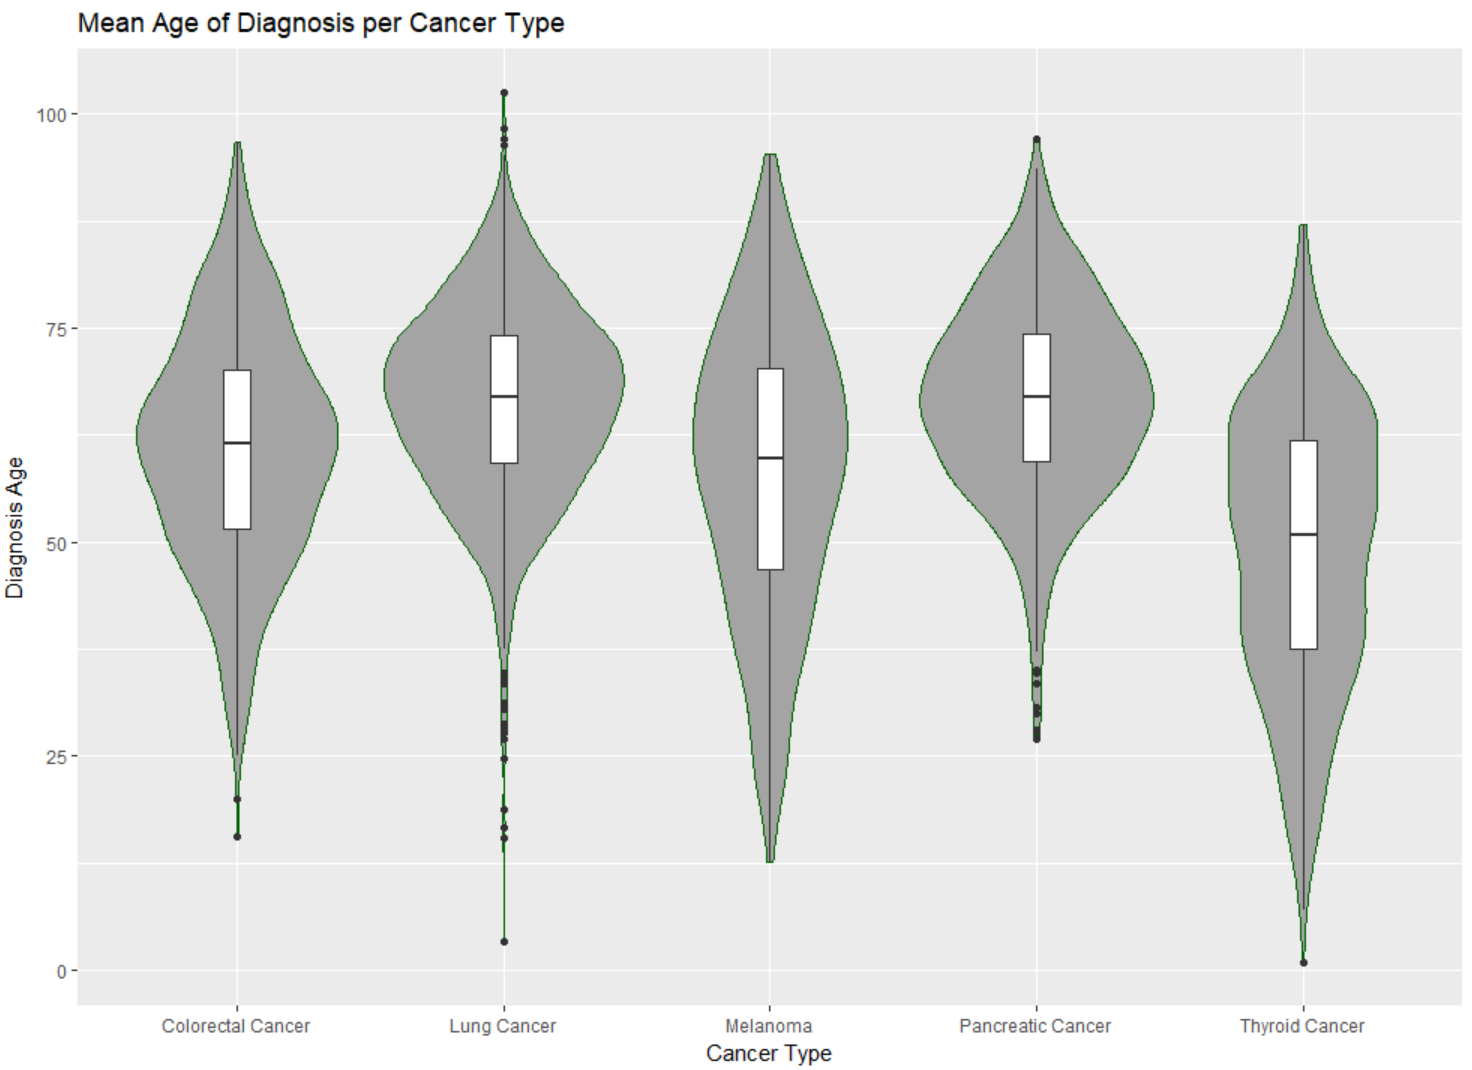 Mean Age of Diagnosis per Cancer Type
100
75
50
25
0
Diagnosis Age
Colorectal Cancer
Lung Cancer
Melanoma
Pancreatic Cancer
Thyroid Cancer
Cancer Type